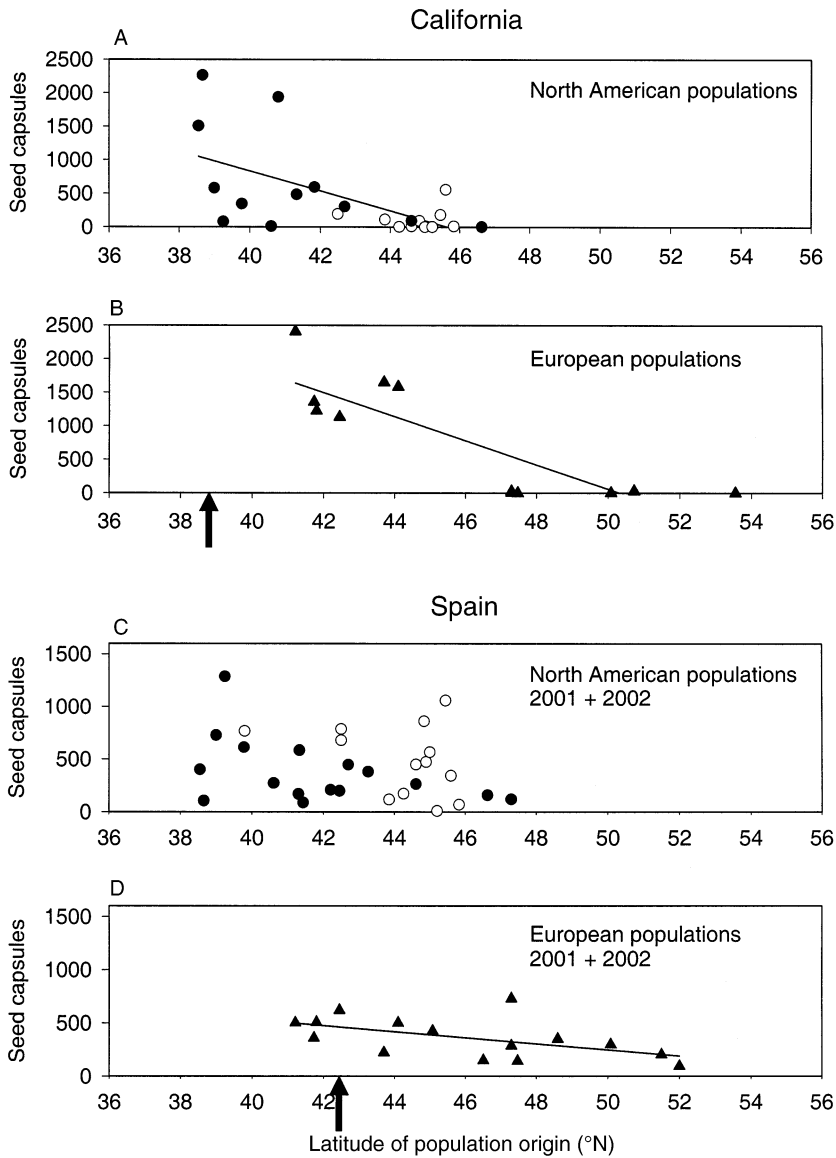 California
A
2500
2000
1500
1000
500
0
Seed capsules
North American populations
36 38 40 42 44 46 48 50 52 54 56
B
2500
2000
1500
1000
500
0
Seed capsules
European populations
36 38 40 42 44 46 48 50 52 54 56
Spain
C
1500
1000
500
0
Seed capsules
North American populations
2001 + 2002
36 38 40 42 44 46 48 50 52 54 56
D
1500
1000
500
0
Seed capsules
European populations
2001 + 2002
36 38 40 42 44 46 48 50 52 54 56
Latitude of population origin (°N)